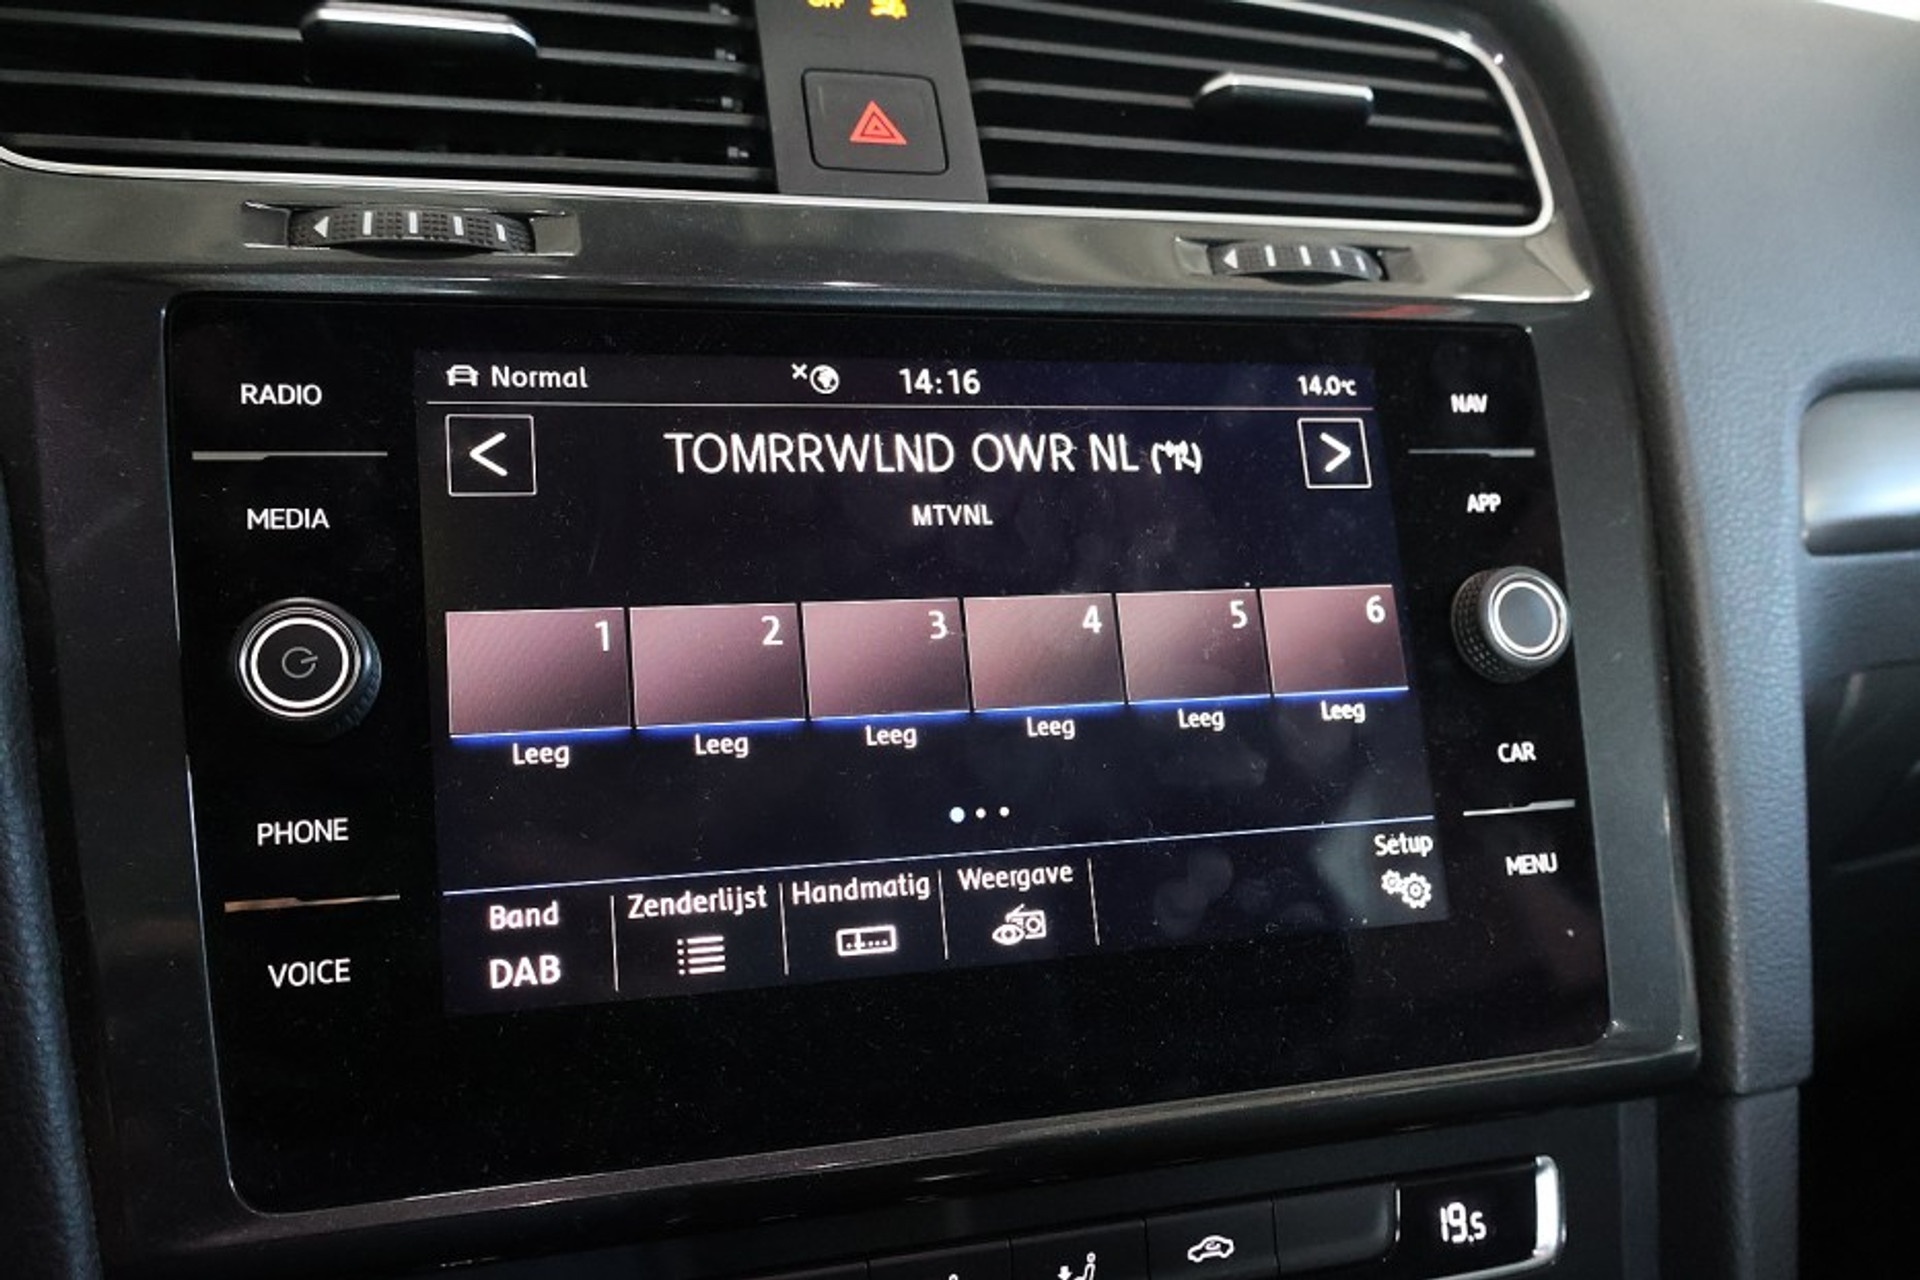 OFF
RADIO
MEDIA
PHONE
VOICE
Normal
14:16
14.0°C
<
TOMRRWLND OWR NL
>
MTVNL
1 2 3 4 5 6
Leeg Leeg Leeg Leeg Leeg Leeg
Band
DAB
Zenderlijst
Handmatig
Weergave
Setup
NAV
APP
CAR
MENU
19.5